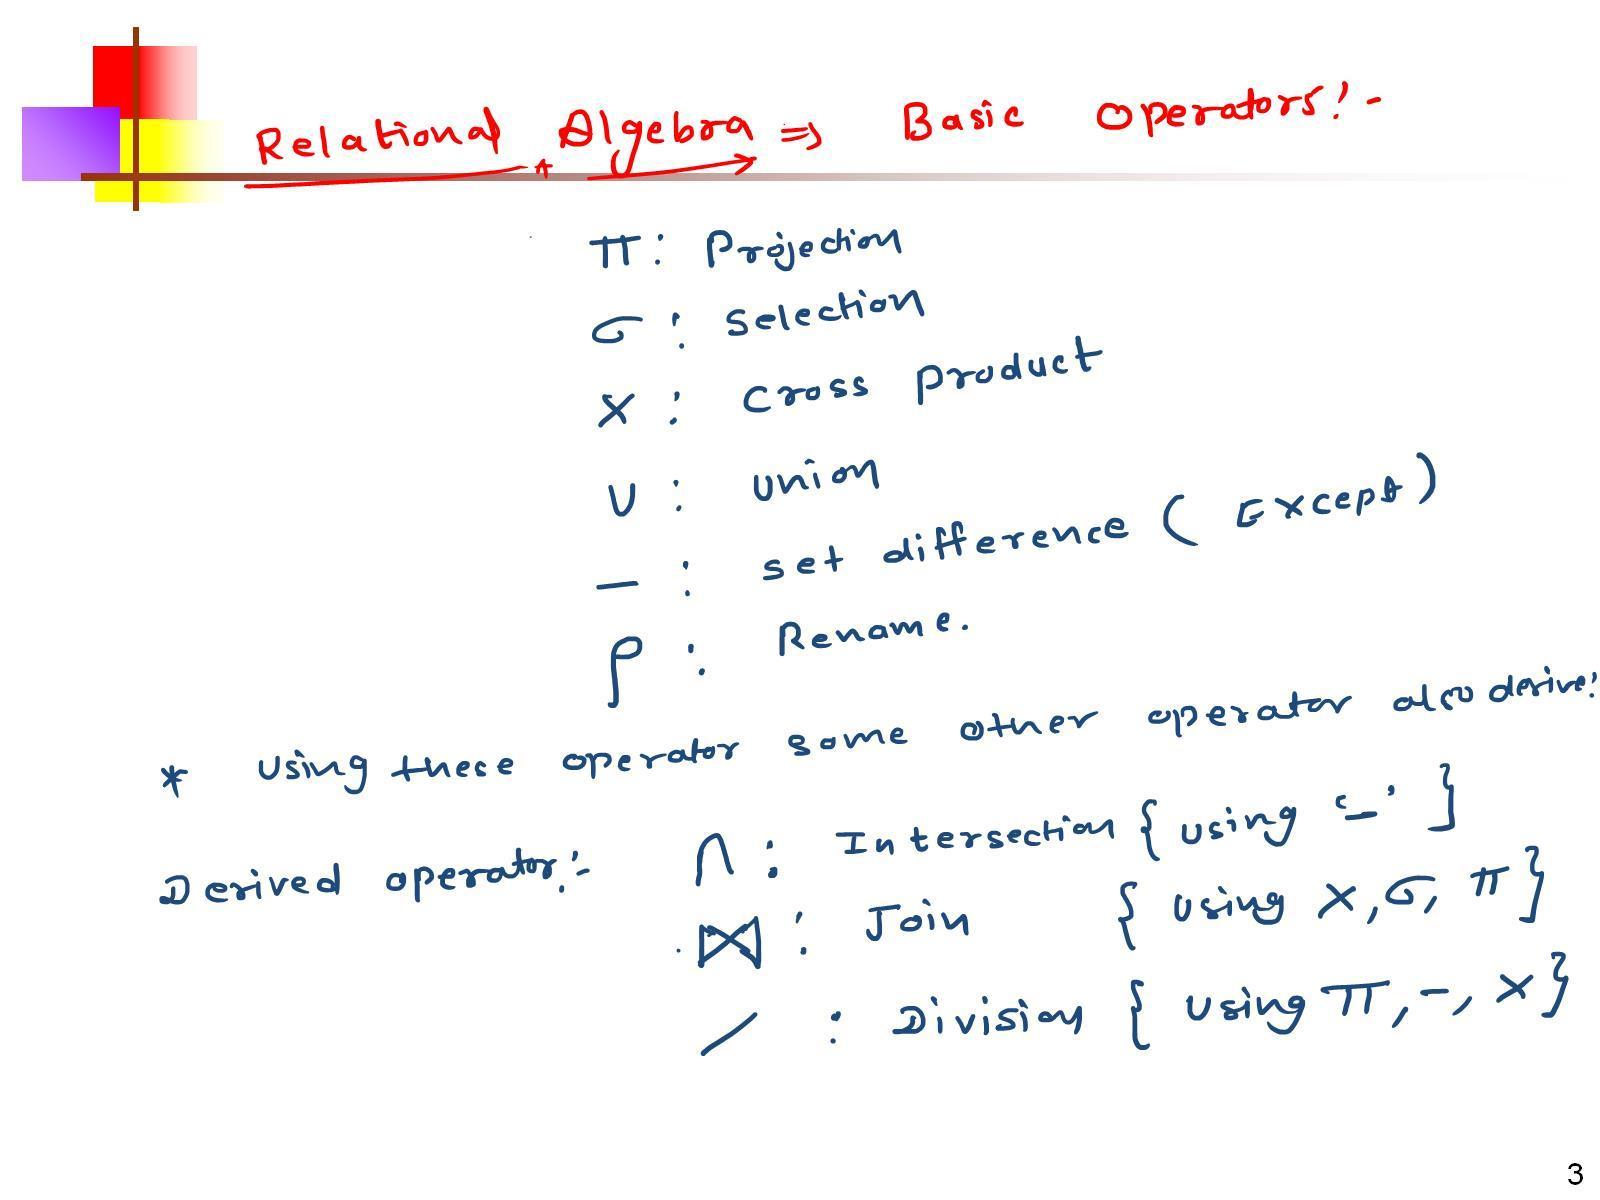 Relational Algebra ⇒ Basic Operators:-
π : Projection
σ : Selection
X : Cross Product
∪ : Union
— : set difference ( Except )
ρ : Rename.
* Using these operator some other operator also derive:
Derived operator:- ∩ : Intersection { using '-' }
⋈ : Join { using X, σ, π }
/ : Division { using π, -, X }
3